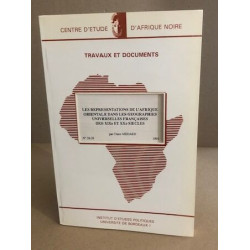 CENTRE D'ETUDE D'AFRIQUE NOIRE
TRAVAUX ET DOCUMENTS
LES REPRESENTATIONS DE L'AFRIQUE
ORIENTALE DANS LES GEOGRAPHIES
UNIVERSELLES FRANÇAISES
DES XIXe ET XXe SIECLES
par
INSTITUT D'ETUDES POLITIQUES
UNIVERSITE DE BORDEAUX I